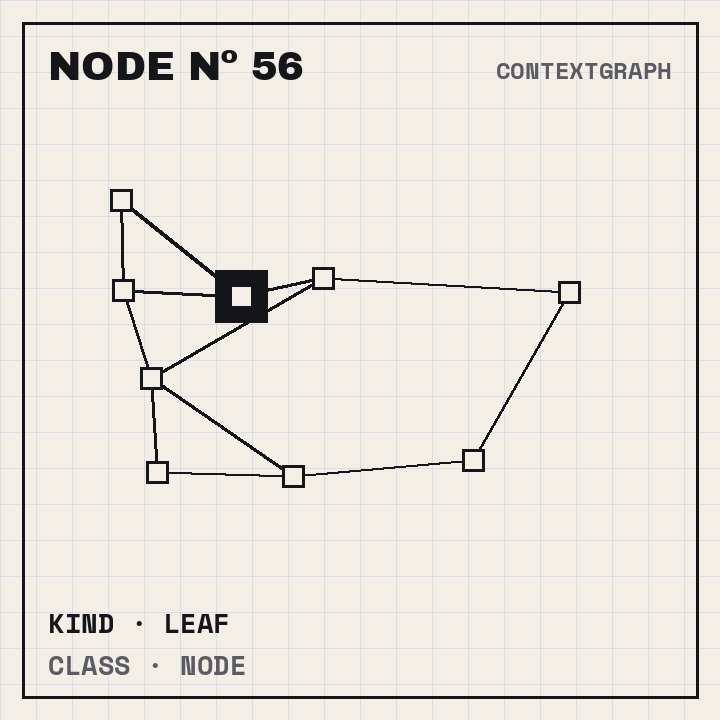 NODE Nº 56
CONTEXTGRAPH
KIND · LEAF
CLASS · NODE